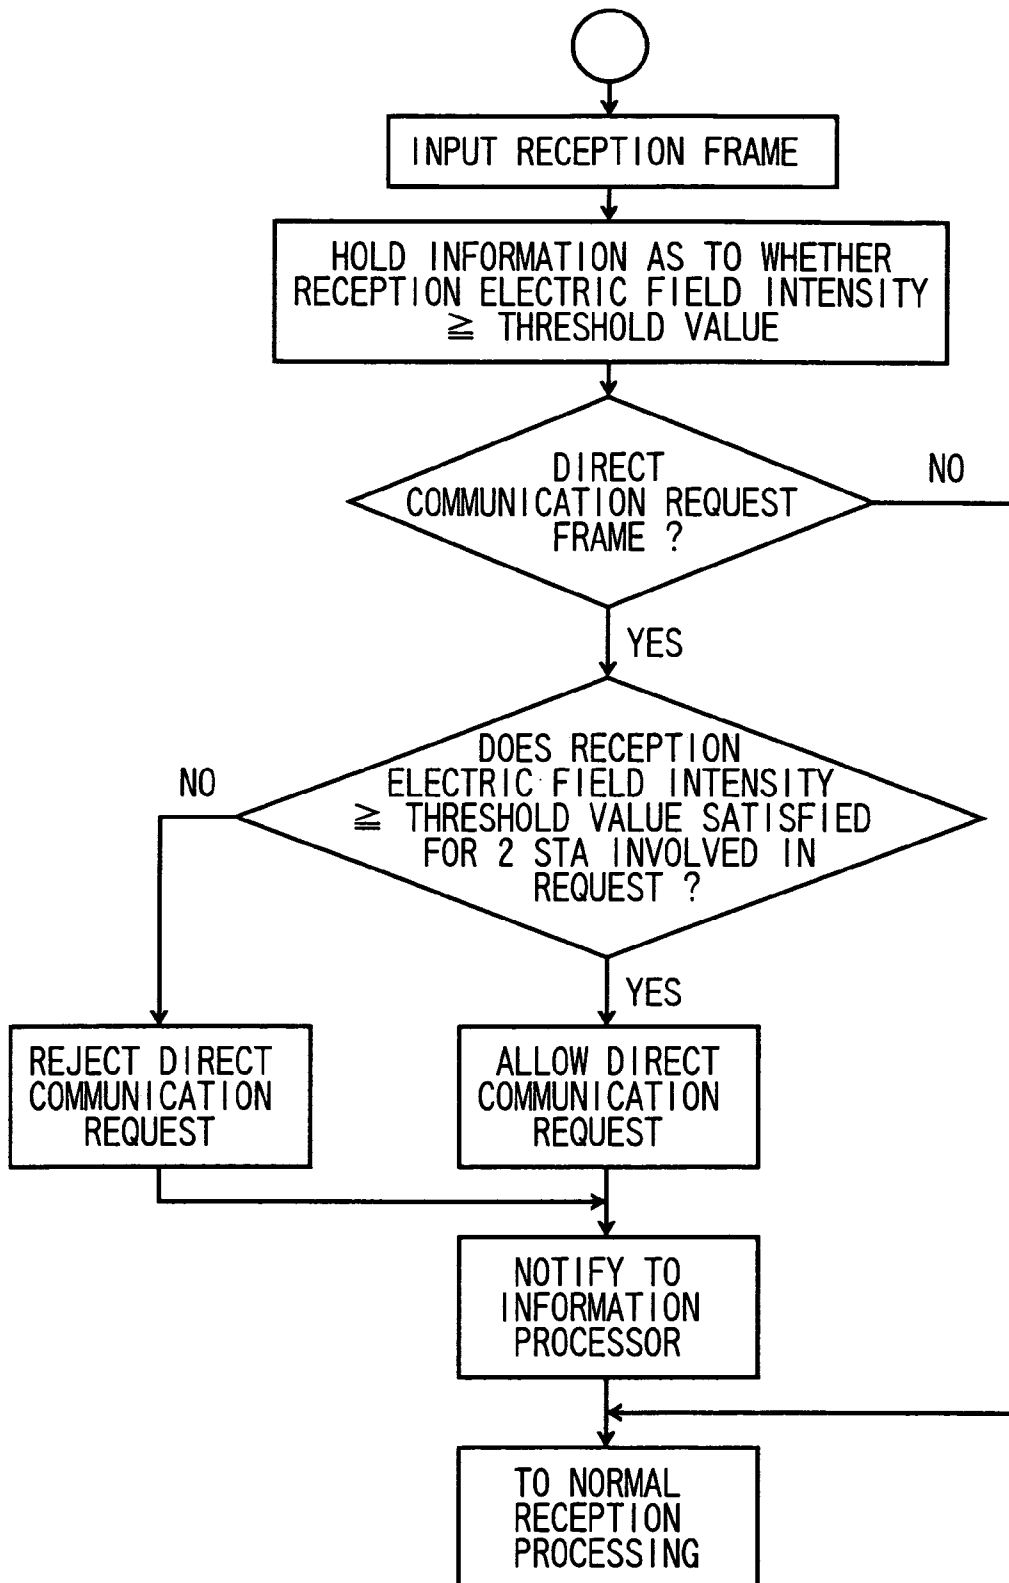 INPUT RECEPTION FRAME
HOLD INFORMATION AS TO WHETHER
RECEPTION ELECTRIC FIELD INTENSITY
≧ THRESHOLD VALUE
DIRECT
COMMUNICATION REQUEST
FRAME ?
NO
YES
DOES RECEPTION
ELECTRIC FIELD INTENSITY
≧ THRESHOLD VALUE SATISFIED
FOR 2 STA INVOLVED IN
REQUEST ?
NO
YES
REJECT DIRECT
COMMUNICATION
REQUEST
ALLOW DIRECT
COMMUNICATION
REQUEST
NOTIFY TO
INFORMATION
PROCESSOR
TO NORMAL
RECEPTION
PROCESSING